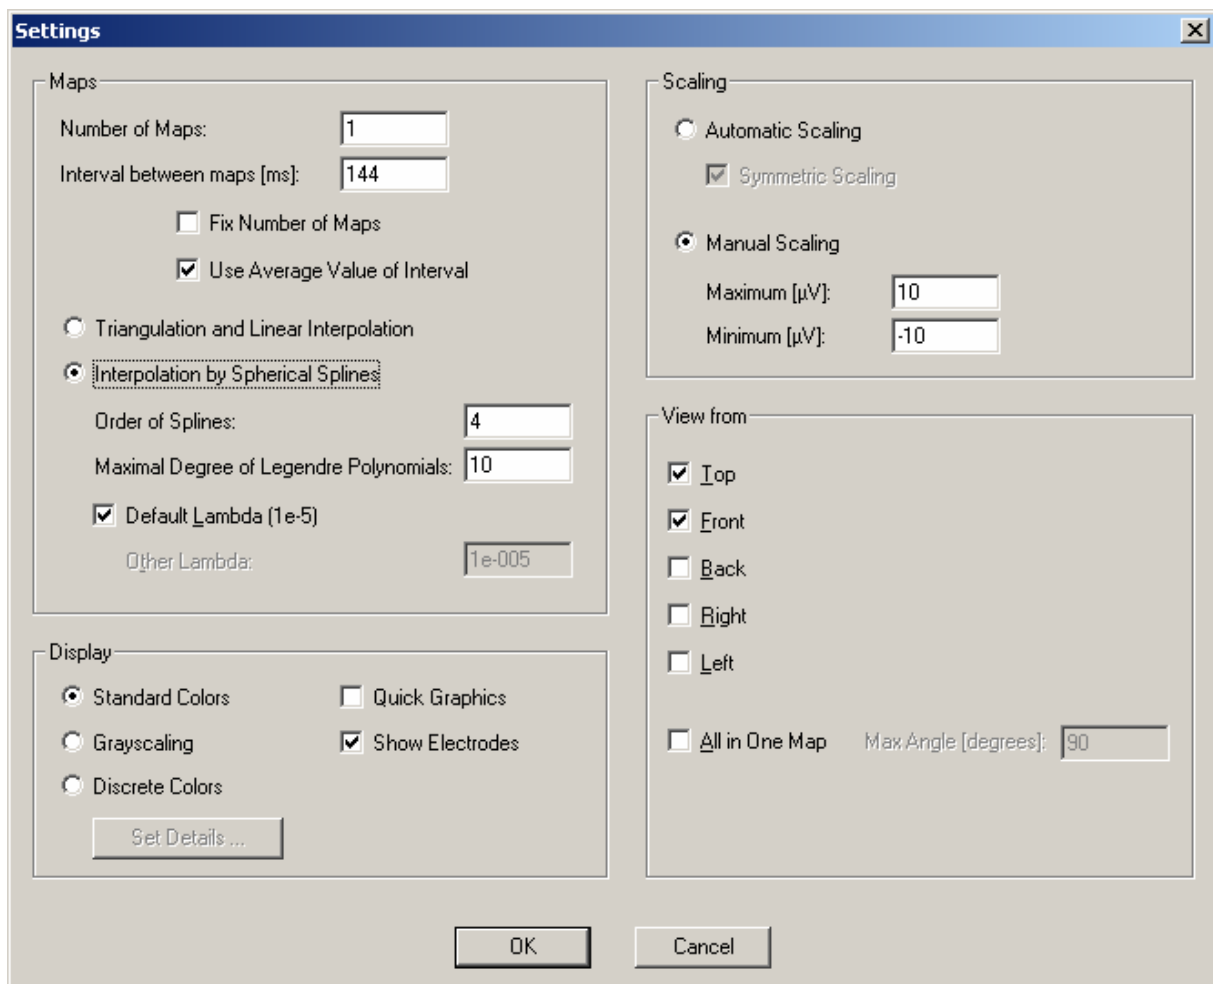 Settings
Maps
Number of Maps: 1
Interval between maps [ms]: 144
Fix Number of Maps
Use Average Value of Interval
Triangulation and Linear Interpolation
Interpolation by Spherical Splines
Order of Splines: 4
Maximal Degree of Legendre Polynomials: 10
Default Lambda (1e-5)
Other Lambda: 1e-005
Display
Standard Colors Quick Graphics
Grayscaling Show Electrodes
Discrete Colors
Set Details ...
Scaling
Automatic Scaling
Symmetric Scaling
Manual Scaling
Maximum [µV]: 10
Minimum [µV]: -10
View from
Top
Front
Back
Right
Left
All in One Map Max Angle [degrees]: 90
OK Cancel